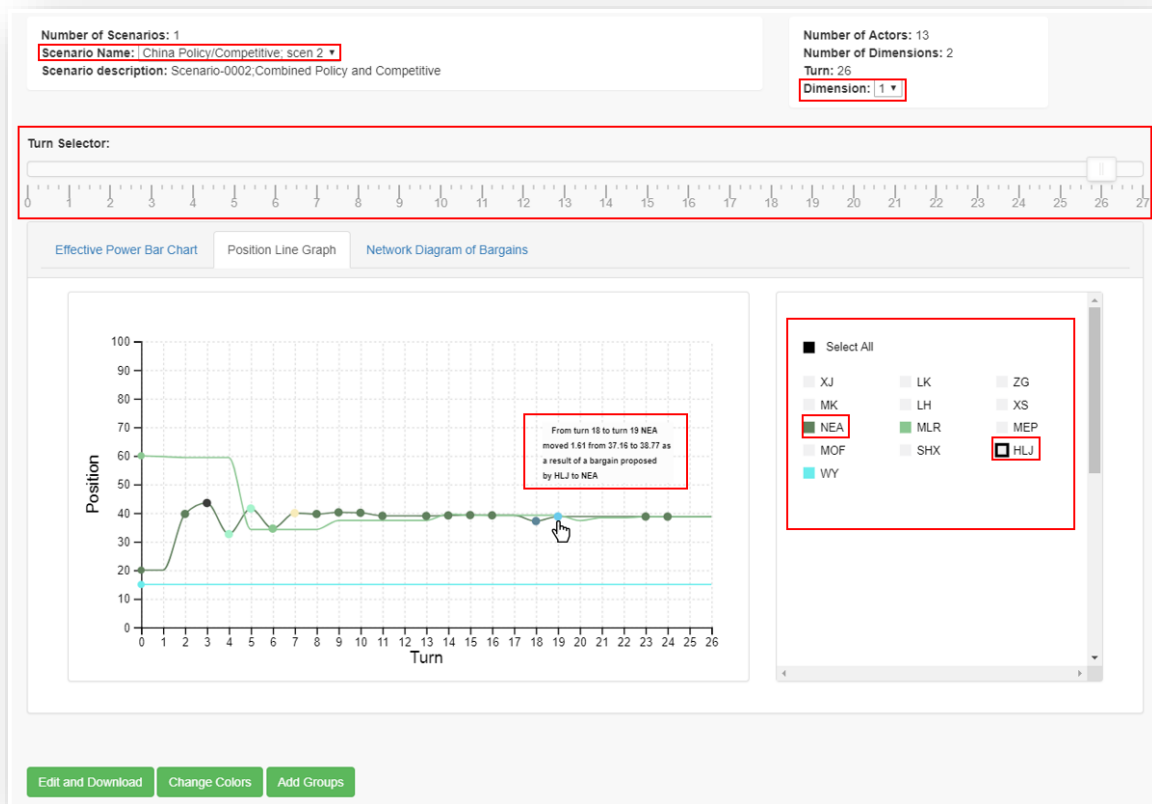 Number of Scenarios: 1
Scenario Name: China Policy/Competitive; scen 2
Scenario description: Scenario-0002;Combined Policy and Competitive
Number of Actors: 13
Number of Dimensions: 2
Turn: 26
Dimension: 1
Turn Selector:
0 1 2 3 4 5 6 7 8 9 10 11 12 13 14 15 16 17 18 19 20 21 22 23 24 25 26 27
Effective Power Bar Chart Position Line Graph Network Diagram of Bargains
100
90
80
70
60
50
40
30
20
10
0
Position
0 1 2 3 4 5 6 7 8 9 10 11 12 13 14 15 16 17 18 19 20 21 22 23 24 25 26
Turn
From turn 18 to turn 19 NEA
moved 1.61 from 37.16 to 38.77 as
a result of a bargain proposed
by HLJ to NEA
Select All
XJ LK ZG
MK LH XS
NEA MLR MEP
MOF SHX HLJ
WY
Edit and Download Change Colors Add Groups